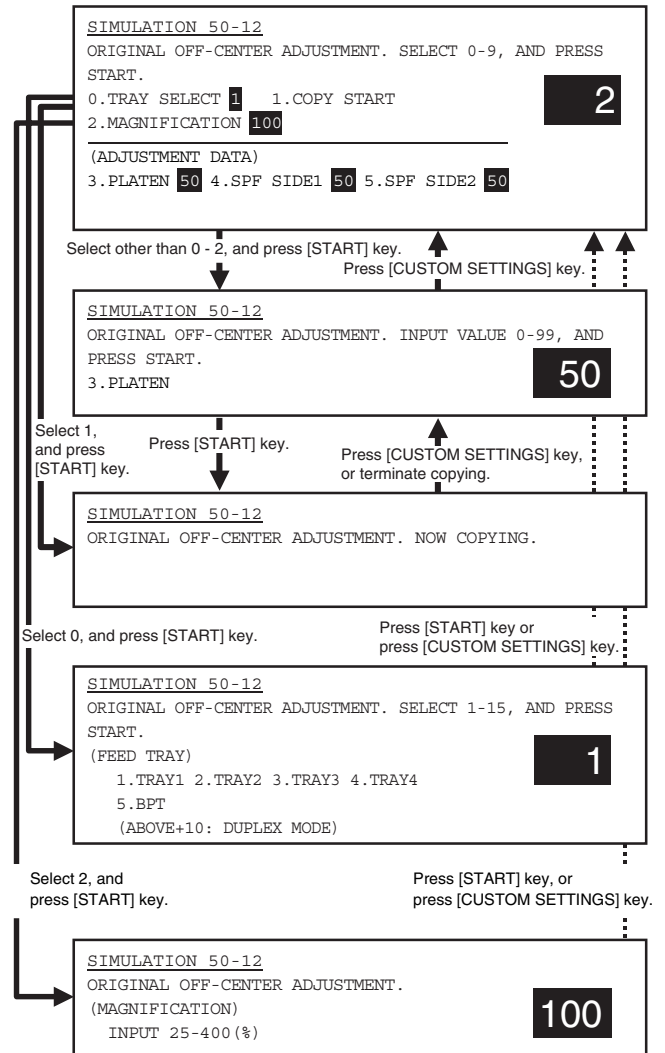 SIMULATION 50-12
ORIGINAL OFF-CENTER ADJUSTMENT. SELECT 0-9, AND PRESS
START.
0.TRAY SELECT 1 1.COPY START
2
2.MAGNIFICATION 100
(ADJUSTMENT DATA)
3.PLATEN 50 4.SPF SIDE1 50 5.SPF SIDE2 50
Select other than 0 - 2, and press [START] key.
Press [CUSTOM SETTINGS] key.
SIMULATION 50-12
ORIGINAL OFF-CENTER ADJUSTMENT. INPUT VALUE 0-99, AND
PRESS START.
3.PLATEN
50
Select 1,
and press
[START] key.
Press [START] key.
Press [CUSTOM SETTINGS] key,
or terminate copying.
SIMULATION 50-12
ORIGINAL OFF-CENTER ADJUSTMENT. NOW COPYING.
Select 0, and press [START] key.
Press [START] key or
press [CUSTOM SETTINGS] key.
SIMULATION 50-12
ORIGINAL OFF-CENTER ADJUSTMENT. SELECT 1-15, AND PRESS
START.
(FEED TRAY)
1
1.TRAY1 2.TRAY2 3.TRAY3 4.TRAY4
5.BPT
(ABOVE+10: DUPLEX MODE)
Select 2, and
press [START] key.
Press [START] key, or
press [CUSTOM SETTINGS] key.
SIMULATION 50-12
ORIGINAL OFF-CENTER ADJUSTMENT.
(MAGNIFICATION)
100
INPUT 25-400(%)